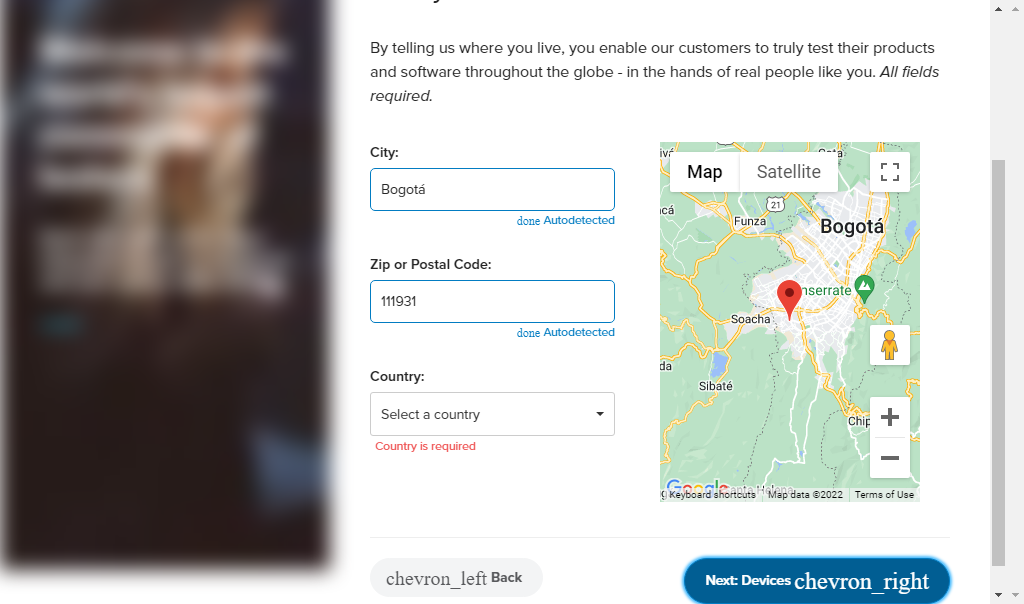 By telling us where you live, you enable our customers to truly test their products
and software throughout the globe - in the hands of real people like you. All fields
required.
City:
Bogotá
done Autodetected
Zip or Postal Code:
111931
done Autodetected
Country:
Select a country
Country is required
Map
Satellite
21
Funza
Bogotá
nserrate
Soacha
Sibaté
Chip
Google
Keyboard shortcuts
Map data ©2022
Terms of Use
chevron_left Back
Next: Devices chevron_right